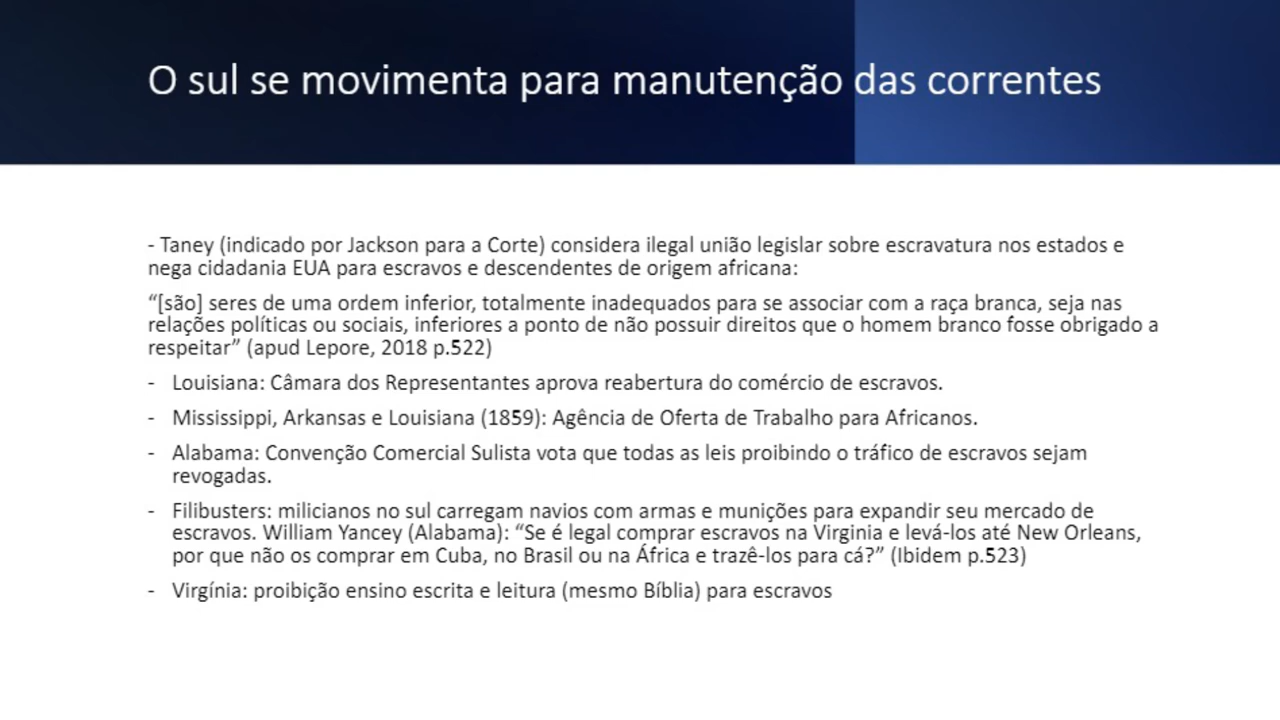 O sul se movimenta para manutenção das correntes
- Taney (indicado por Jackson para a Corte) considera ilegal união legislar sobre escravatura nos estados e
nega cidadania EUA para escravos e descendentes de origem africana:
“[são] seres de uma ordem inferior, totalmente inadequados para se associar com a raça branca, seja nas
relações políticas ou sociais, inferiores a ponto de não possuir direitos que o homem branco fosse obrigado a
respeitar” (apud Lepore, 2018 p.522)
- Louisiana: Câmara dos Representantes aprova reabertura do comércio de escravos.
- Mississippi, Arkansas e Louisiana (1859): Agência de Oferta de Trabalho para Africanos.
- Alabama: Convenção Comercial Sulista vota que todas as leis proibindo o tráfico de escravos sejam
revogadas.
- Filibusters: milicianos no sul carregam navios com armas e munições para expandir seu mercado de
escravos. William Yancey (Alabama): “Se é legal comprar escravos na Virginia e levá-los até New Orleans,
por que não os comprar em Cuba, no Brasil ou na África e trazê-los para cá?” (Ibidem p.523)
- Virgínia: proibição ensino escrita e leitura (mesmo Bíblia) para escravos